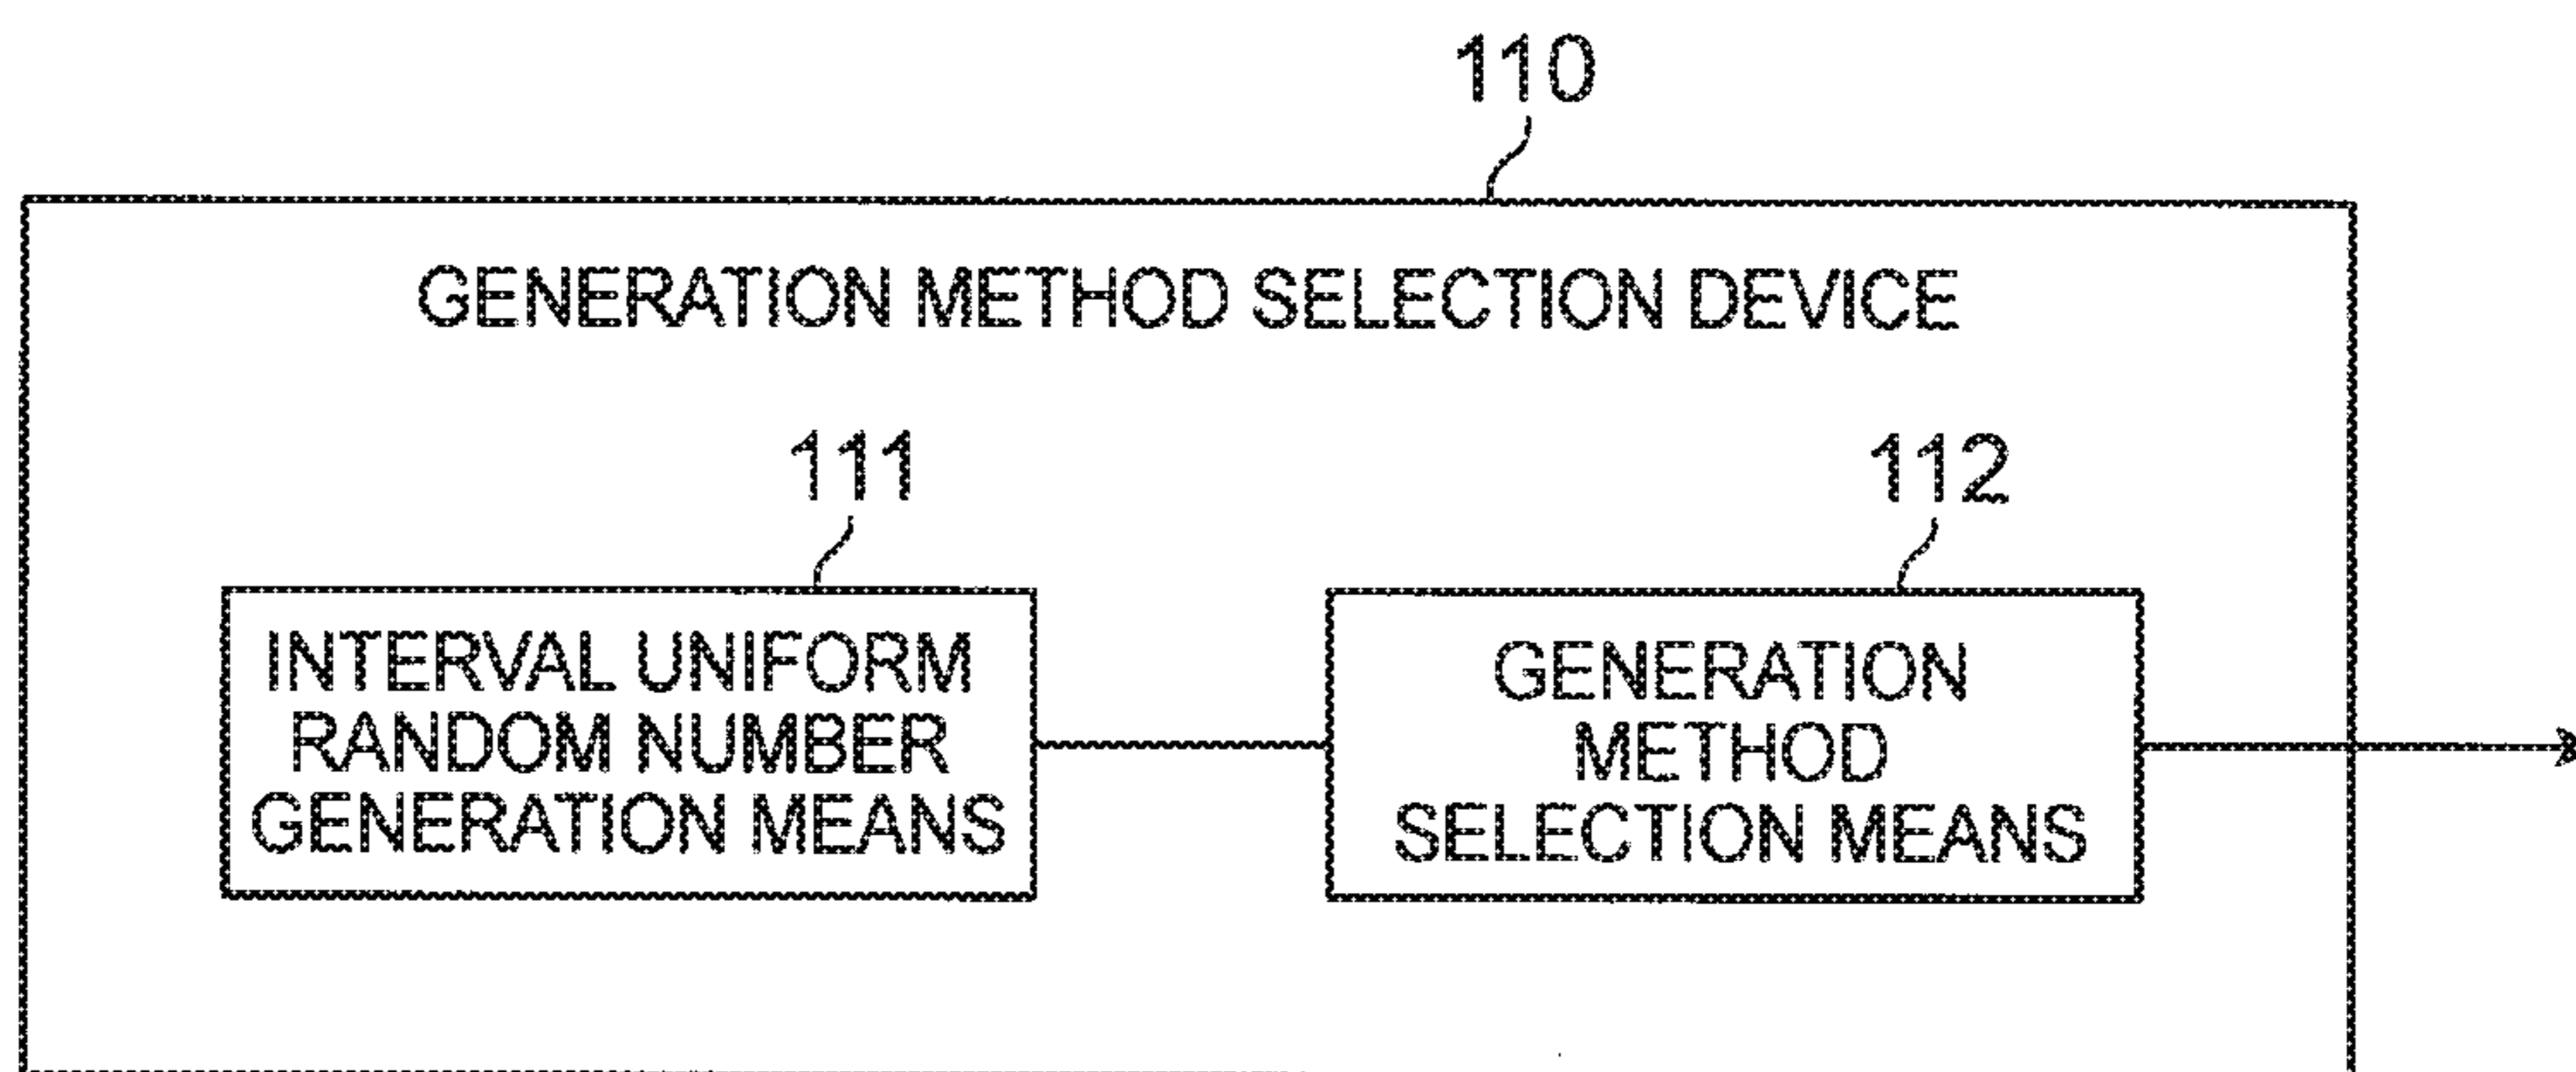 110
GENERATION METHOD SELECTION DEVICE
111
112
INTERVAL UNIFORM
RANDOM NUMBER
GENERATION MEANS
GENERATION
METHOD
SELECTION MEANS